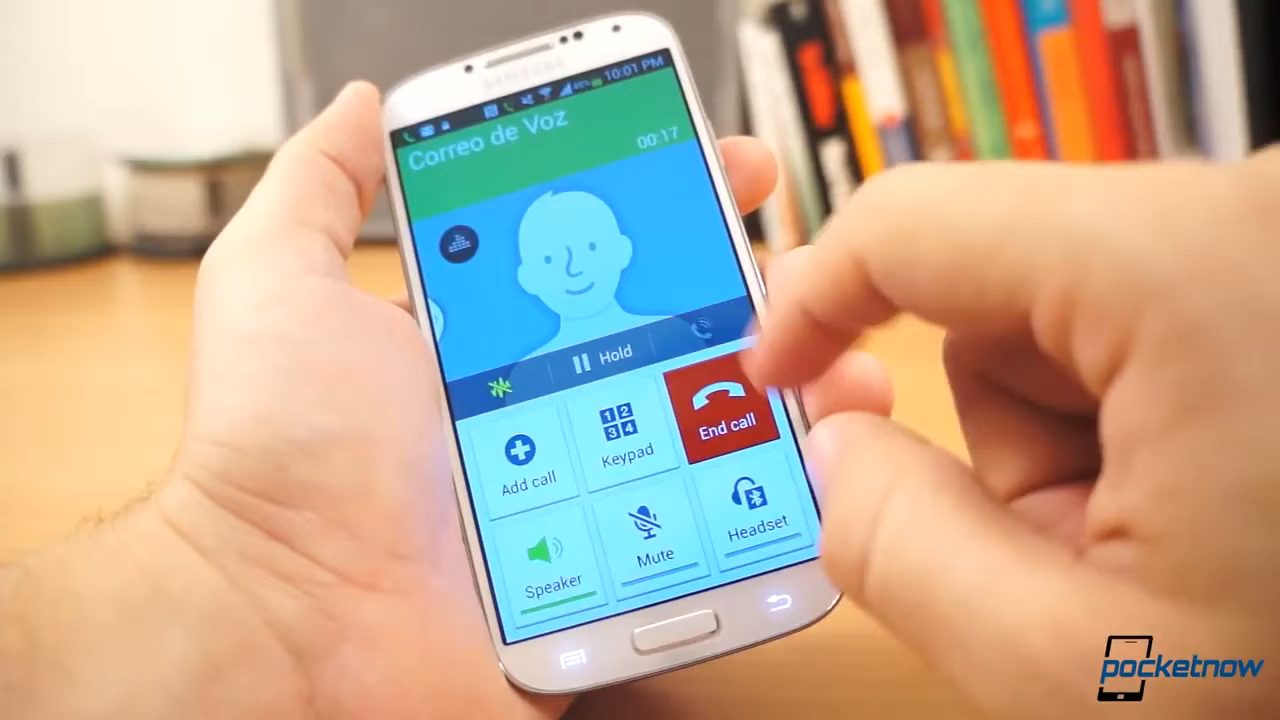 SAMSUNG
45% 10:01 PM
Correo de Voz
00:17
Hold
Add call
1 2
3 4
Keypad
End call
Speaker
Mute
Headset
pocketnow